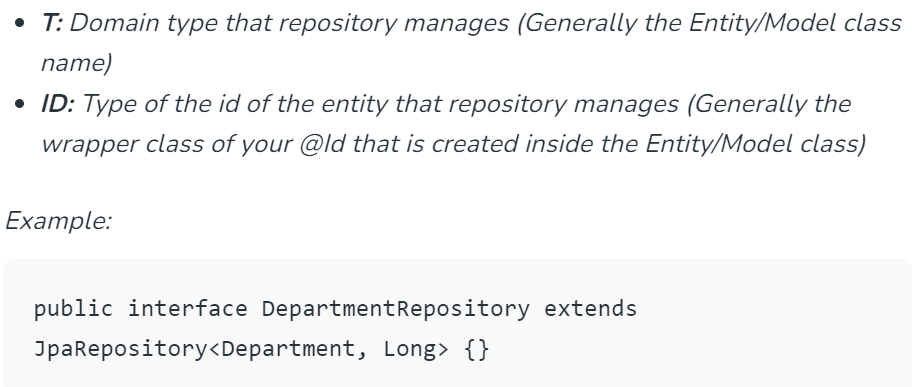 • T: Domain type that repository manages (Generally the Entity/Model class
name)
• ID: Type of the id of the entity that repository manages (Generally the
wrapper class of your @Id that is created inside the Entity/Model class)
Example:
public interface DepartmentRepository extends
JpaRepository<Department, Long> {}